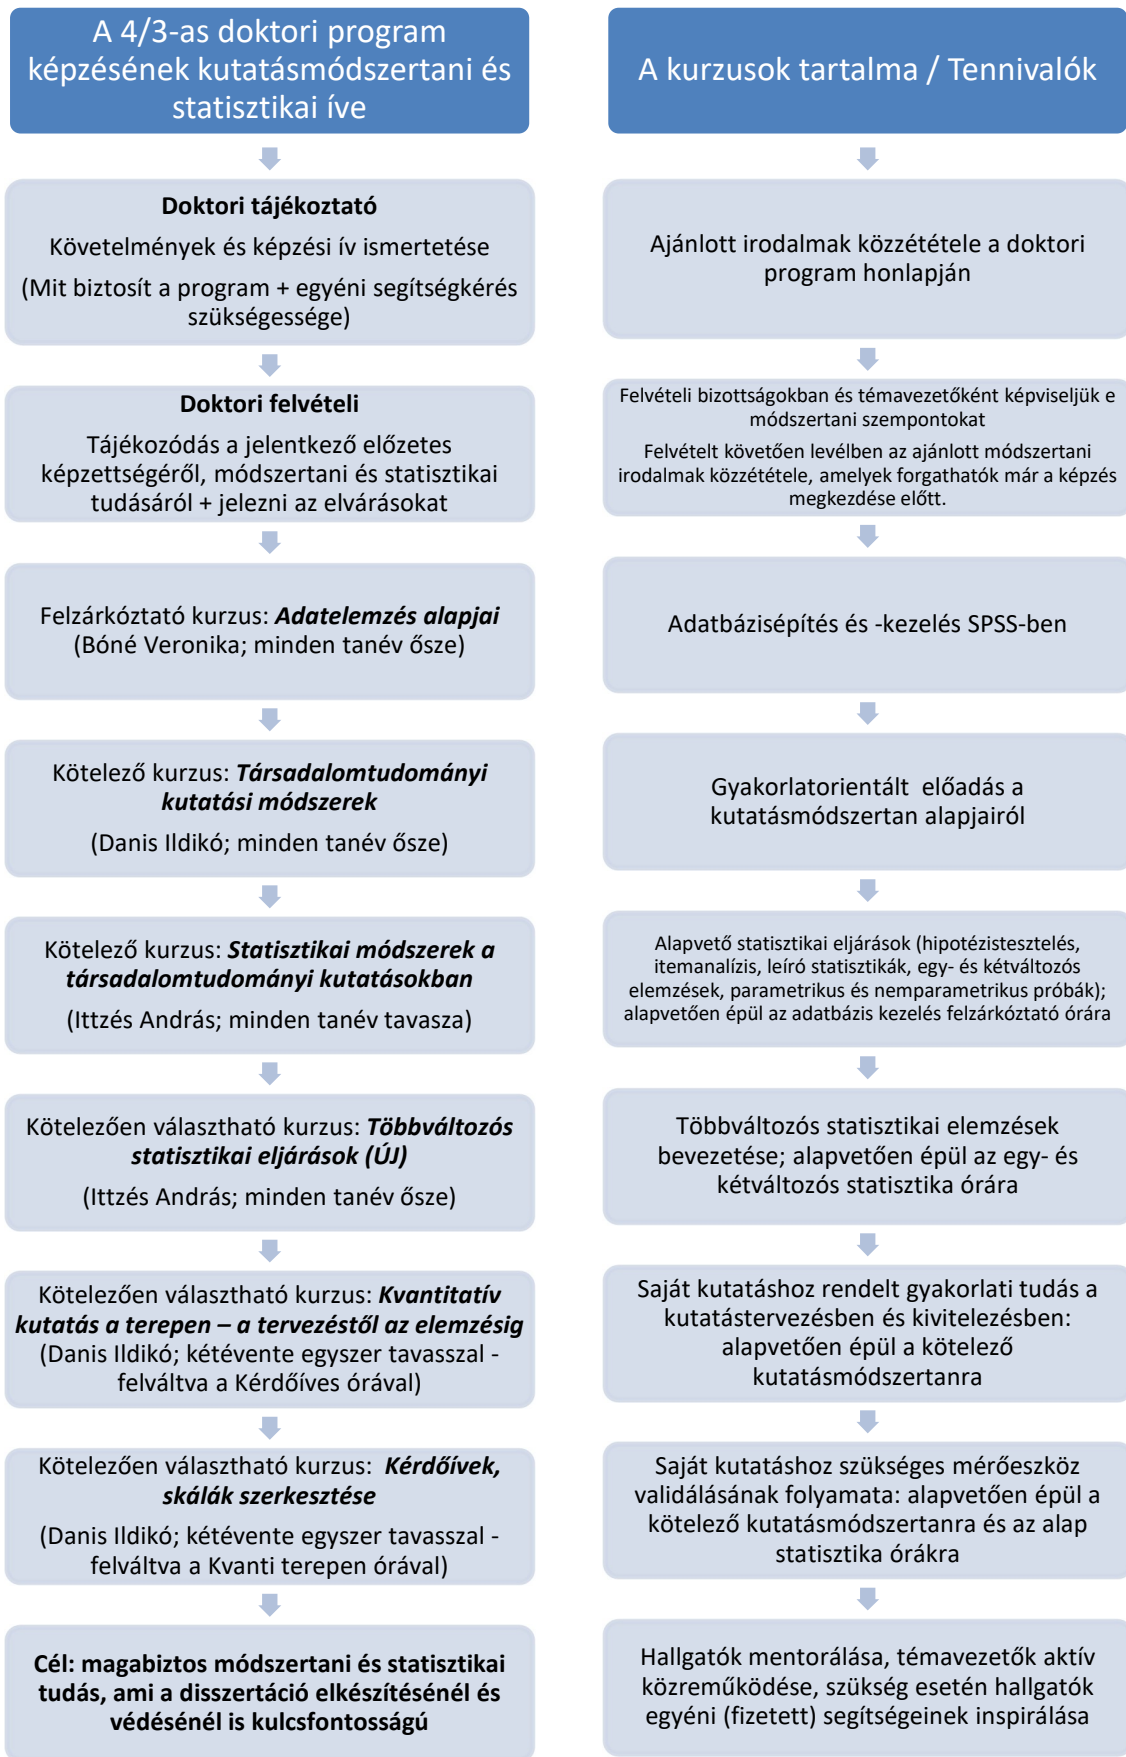 A 4/3-as doktori program
képzésének kutatásmódszertani és
statisztikai íve
Doktori tájékoztató
Követelmények és képzési ív ismertetése
(Mit biztosít a program + egyéni segítségkérés
szükségessége)
Doktori felvételi
Tájékozódás a jelentkező előzetes
képzettségéről, módszertani és statisztikai
tudásáról + jelezni az elvárásokat
Felzárkóztató kurzus: Adatelemzés alapjai
(Bóné Veronika; minden tanév ősze)
Kötelező kurzus: Társadalomtudományi
kutatási módszerek
(Danis Ildikó; minden tanév ősze)
Kötelező kurzus: Statisztikai módszerek a
társadalomtudományi kutatásokban
(Ittzés András; minden tanév tavasza)
Kötelezően választható kurzus: Többváltozós
statisztikai eljárások (ÚJ)
(Ittzés András; minden tanév ősze)
Kötelezően választható kurzus: Kvantitatív
kutatás a terepen – a tervezéstől az elemzésig
(Danis Ildikó; kétévente egyszer tavasszal -
felváltva a Kérdőíves órával)
Kötelezően választható kurzus: Kérdőívek,
skálák szerkesztése
(Danis Ildikó; kétévente egyszer tavasszal -
felváltva a Kvanti terepen órával)
Cél: magabiztos módszertani és statisztikai
tudás, ami a disszertáció elkészítésénél és
védésénél is kulcsfontosságú
A kurzusok tartalma / Tennivalók
Ajánlott irodalmak közzététele a doktori
program honlapján
Felvételi bizottságokban és témavezetőként képviseljük e
módszertani szempontokat
Felvételt követően levélben az ajánlott módszertani
irodalmak közzététele, amelyek forgathatók már a képzés
megkezdése előtt.
Adatbázisépítés és -kezelés SPSS-ben
Gyakorlatorientált előadás a
kutatásmódszertan alapjairól
Alapvető statisztikai eljárások (hipotézistesztelés,
itemanalízis, leíró statisztikák, egy- és kétváltozós
elemzések, parametrikus és nemparametrikus próbák);
alapvetően épül az adatbázis kezelés felzárkóztató órára
Többváltozós statisztikai elemzések
bevezetése; alapvetően épül az egy- és
kétváltozós statisztika órára
Saját kutatáshoz rendelt gyakorlati tudás a
kutatástervezésben és kivitelezésben:
alapvetően épül a kötelező
kutatásmódszertanra
Saját kutatáshoz szükséges mérőeszköz
validálásának folyamata: alapvetően épül a
kötelező kutatásmódszertanra és az alap
statisztika órákra
Hallgatók mentorálása, témavezetők aktív
közreműködése, szükség esetén hallgatók
egyéni (fizetett) segítségeinek inspirálása